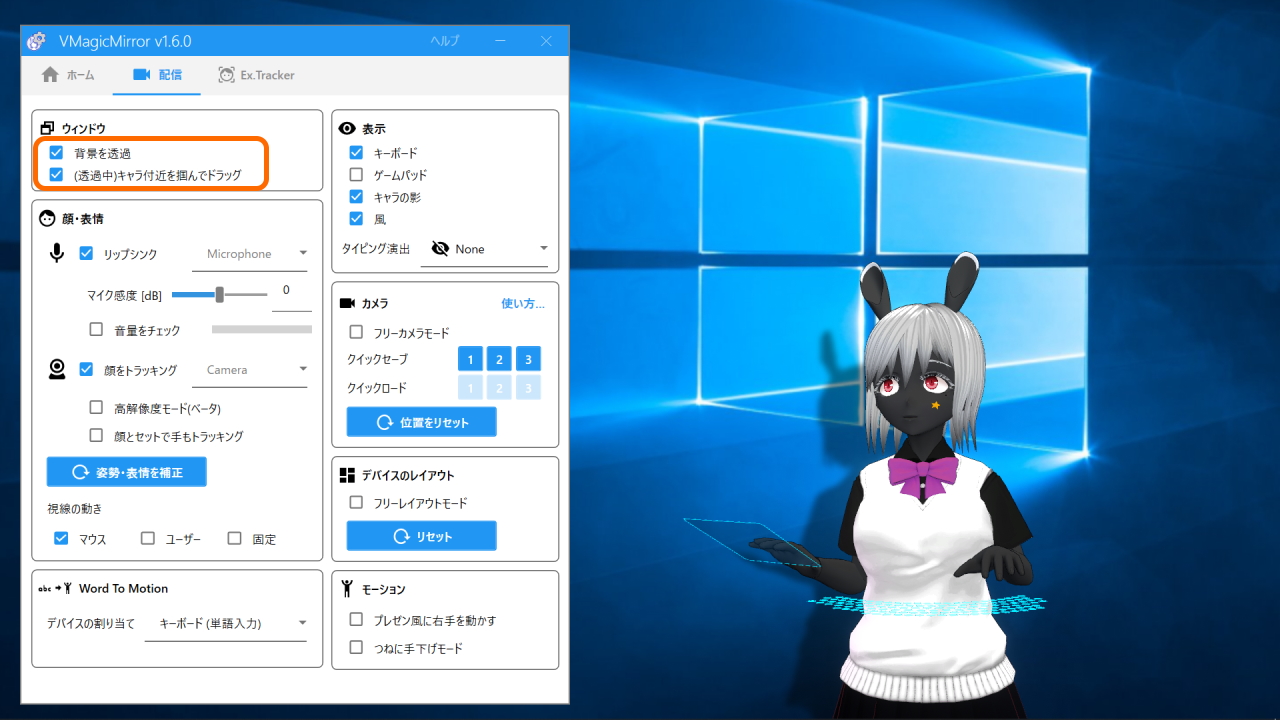 VMagicMirror v1.6.0
ヘルプ
ホーム
配信
Ex.Tracker
ウィンドウ
背景を透過
(透過中)キャラ付近を掴んでドラッグ
顔・表情
リップシンク
Microphone
マイク感度 [dB]
0
音量をチェック
顔をトラッキング
Camera
高解像度モード(ベータ)
顔とセットで手もトラッキング
姿勢・表情を補正
視線の動き
マウス
ユーザー
固定
abc
Word To Motion
デバイスの割り当て
キーボード (単語入力)
表示
キーボード
ゲームパッド
キャラの影
風
タイピング演出
None
カメラ
使い方...
フリーカメラモード
クイックセーブ
1 2 3
クイックロード
1 2 3
位置をリセット
デバイスのレイアウト
フリーレイアウトモード
リセット
モーション
プレゼン風に右手を動かす
つねに手下げモード